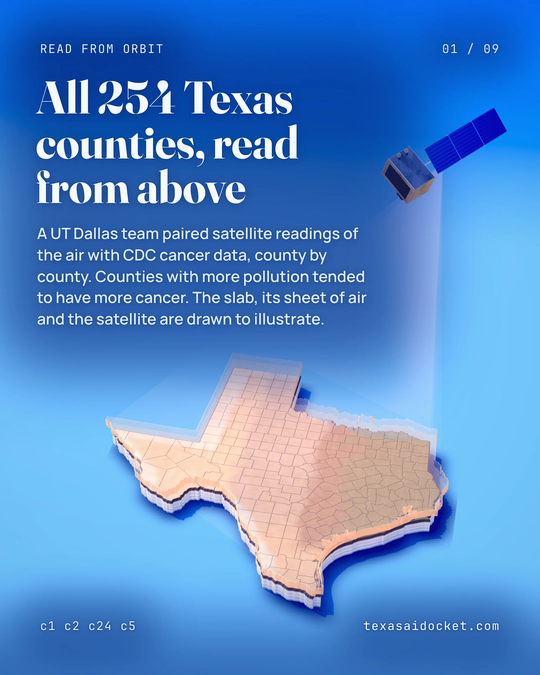 READ FROM ORBIT
01 / 09
All 254 Texas
counties, read
from above
A UT Dallas team paired satellite readings of
the air with CDC cancer data, county by
county. Counties with more pollution tended
to have more cancer. The slab, its sheet of air
and the satellite are drawn to illustrate.
c1 c2 c24 c5
texasaidocket.com